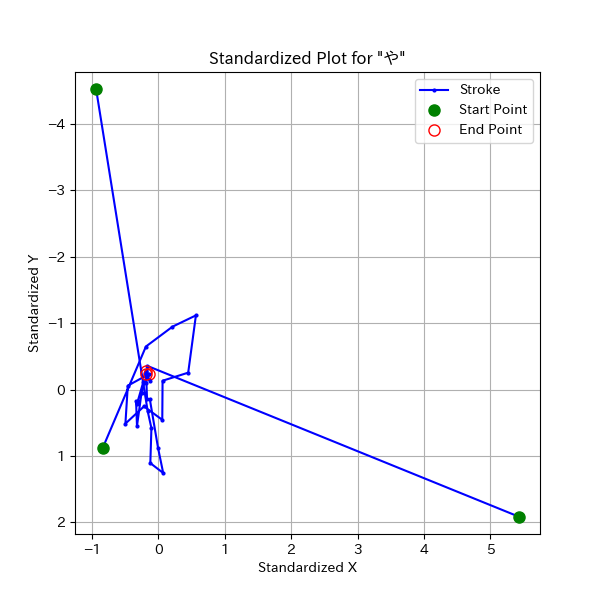 Standardized Plot for "や"
Stroke
Start Point
End Point
Standardized Y
−4
−3
−2
−1
0
1
2
−1 0 1 2 3 4 5
Standardized X